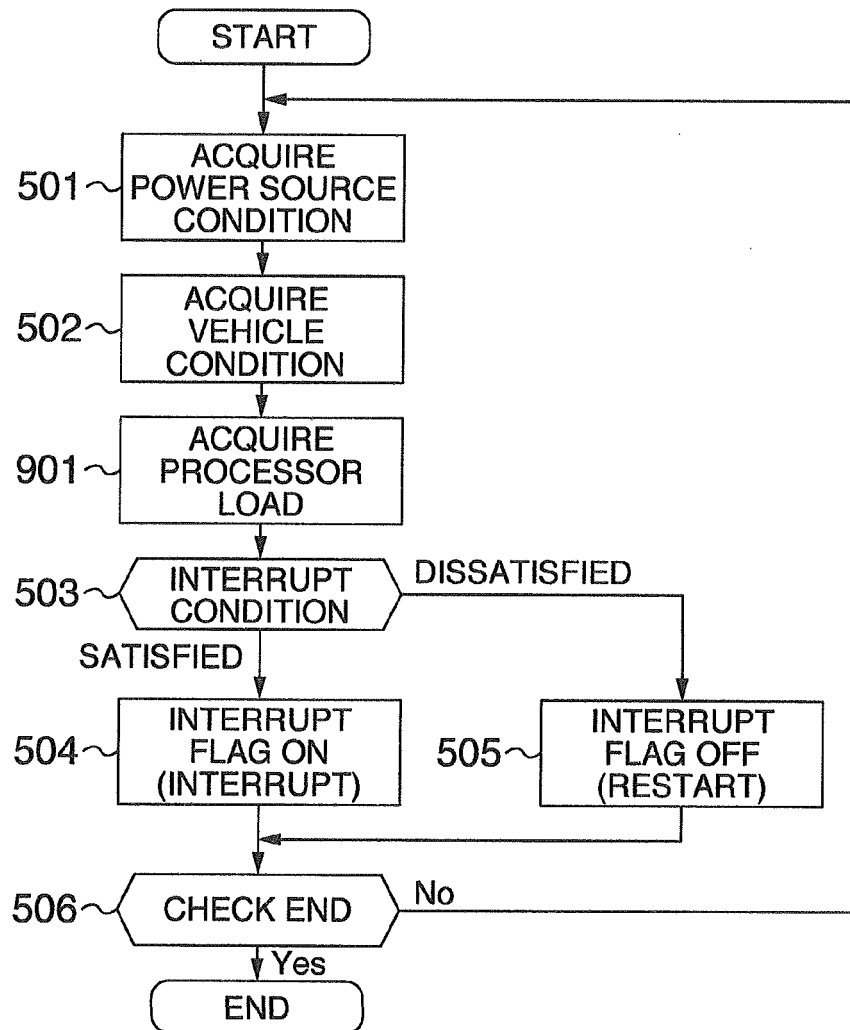 START
ACQUIRE
501 POWER SOURCE
CONDITION
ACQUIRE
502 VEHICLE
CONDITION
ACQUIRE
901 PROCESSOR
LOAD
503 INTERRUPT
CONDITION
DISSATISFIED
SATISFIED
INTERRUPT
504 FLAG ON
(INTERRUPT)
INTERRUPT
505 FLAG OFF
(RESTART)
506 CHECK END
No
Yes
END